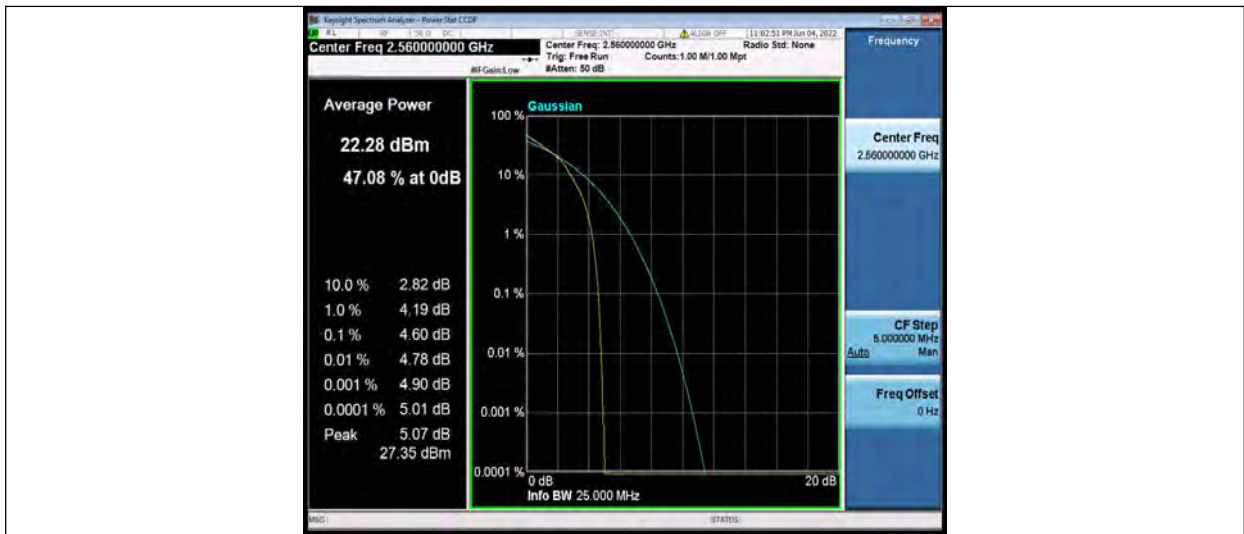 Keysight Spectrum Analyzer - Power Stat CCDF
RL RF 50 Ω DC SENSE:INT ALIGN OFF 11:02:51 PM Jun 04, 2022
Center Freq 2.560000000 GHz
Center Freq: 2.560000000 GHz Radio Std: None
Trig: Free Run Counts:1.00 M/1.00 Mpt
#IFGain:Low #Atten: 50 dB
Frequency
Average Power
22.28 dBm
47.08 % at 0dB
10.0 % 2.82 dB
1.0 % 4.19 dB
0.1 % 4.60 dB
0.01 % 4.78 dB
0.001 % 4.90 dB
0.0001 % 5.01 dB
Peak 5.07 dB
27.35 dBm
Gaussian
100 %
10 %
1 %
0.1 %
0.01 %
0.001 %
0.0001 %
0 dB 20 dB
Info BW 25.000 MHz
Center Freq
2.560000000 GHz
CF Step
5.000000 MHz
Auto Man
Freq Offset
0 Hz
MSG STATUS